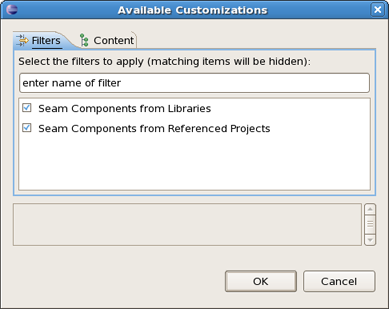 Available Customizations
Filters
Content
Select the filters to apply (matching items will be hidden):
enter name of filter
Seam Components from Libraries
Seam Components from Referenced Projects
OK
Cancel